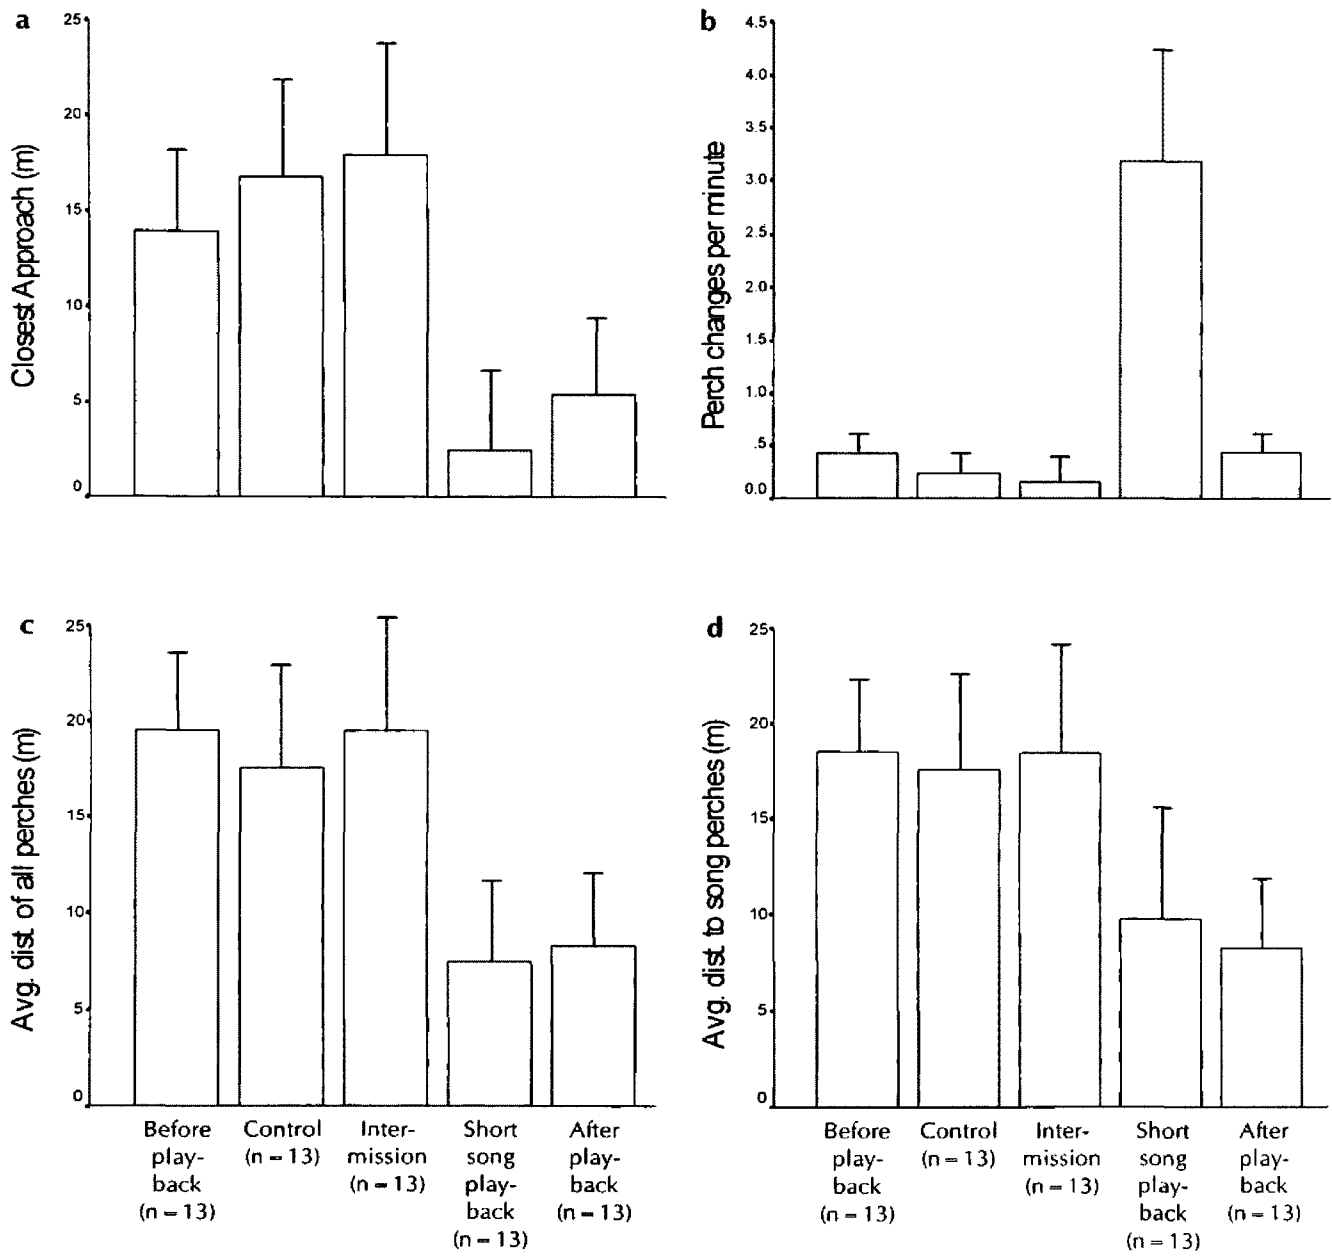 a
25
20
15
10
5
0
Closest Approach (m)
b
4.5
4.0
3.5
3.0
2.5
2.0
1.5
1.0
.5
0.0
Perch changes per minute
c
25
20
15
10
5
0
Avg. dist. of all perches (m)
Before
play-
back
(n = 13)
Control
(n = 13)
Inter-
mission
(n = 13)
Short
song
play-
back
(n = 13)
After
play-
back
(n = 13)
d
25
20
15
10
5
0
Avg. dist. to song perches (m)
Before
play-
back
(n = 13)
Control
(n = 13)
Inter-
mission
(n = 13)
Short
song
play-
back
(n = 13)
After
play-
back
(n = 13)